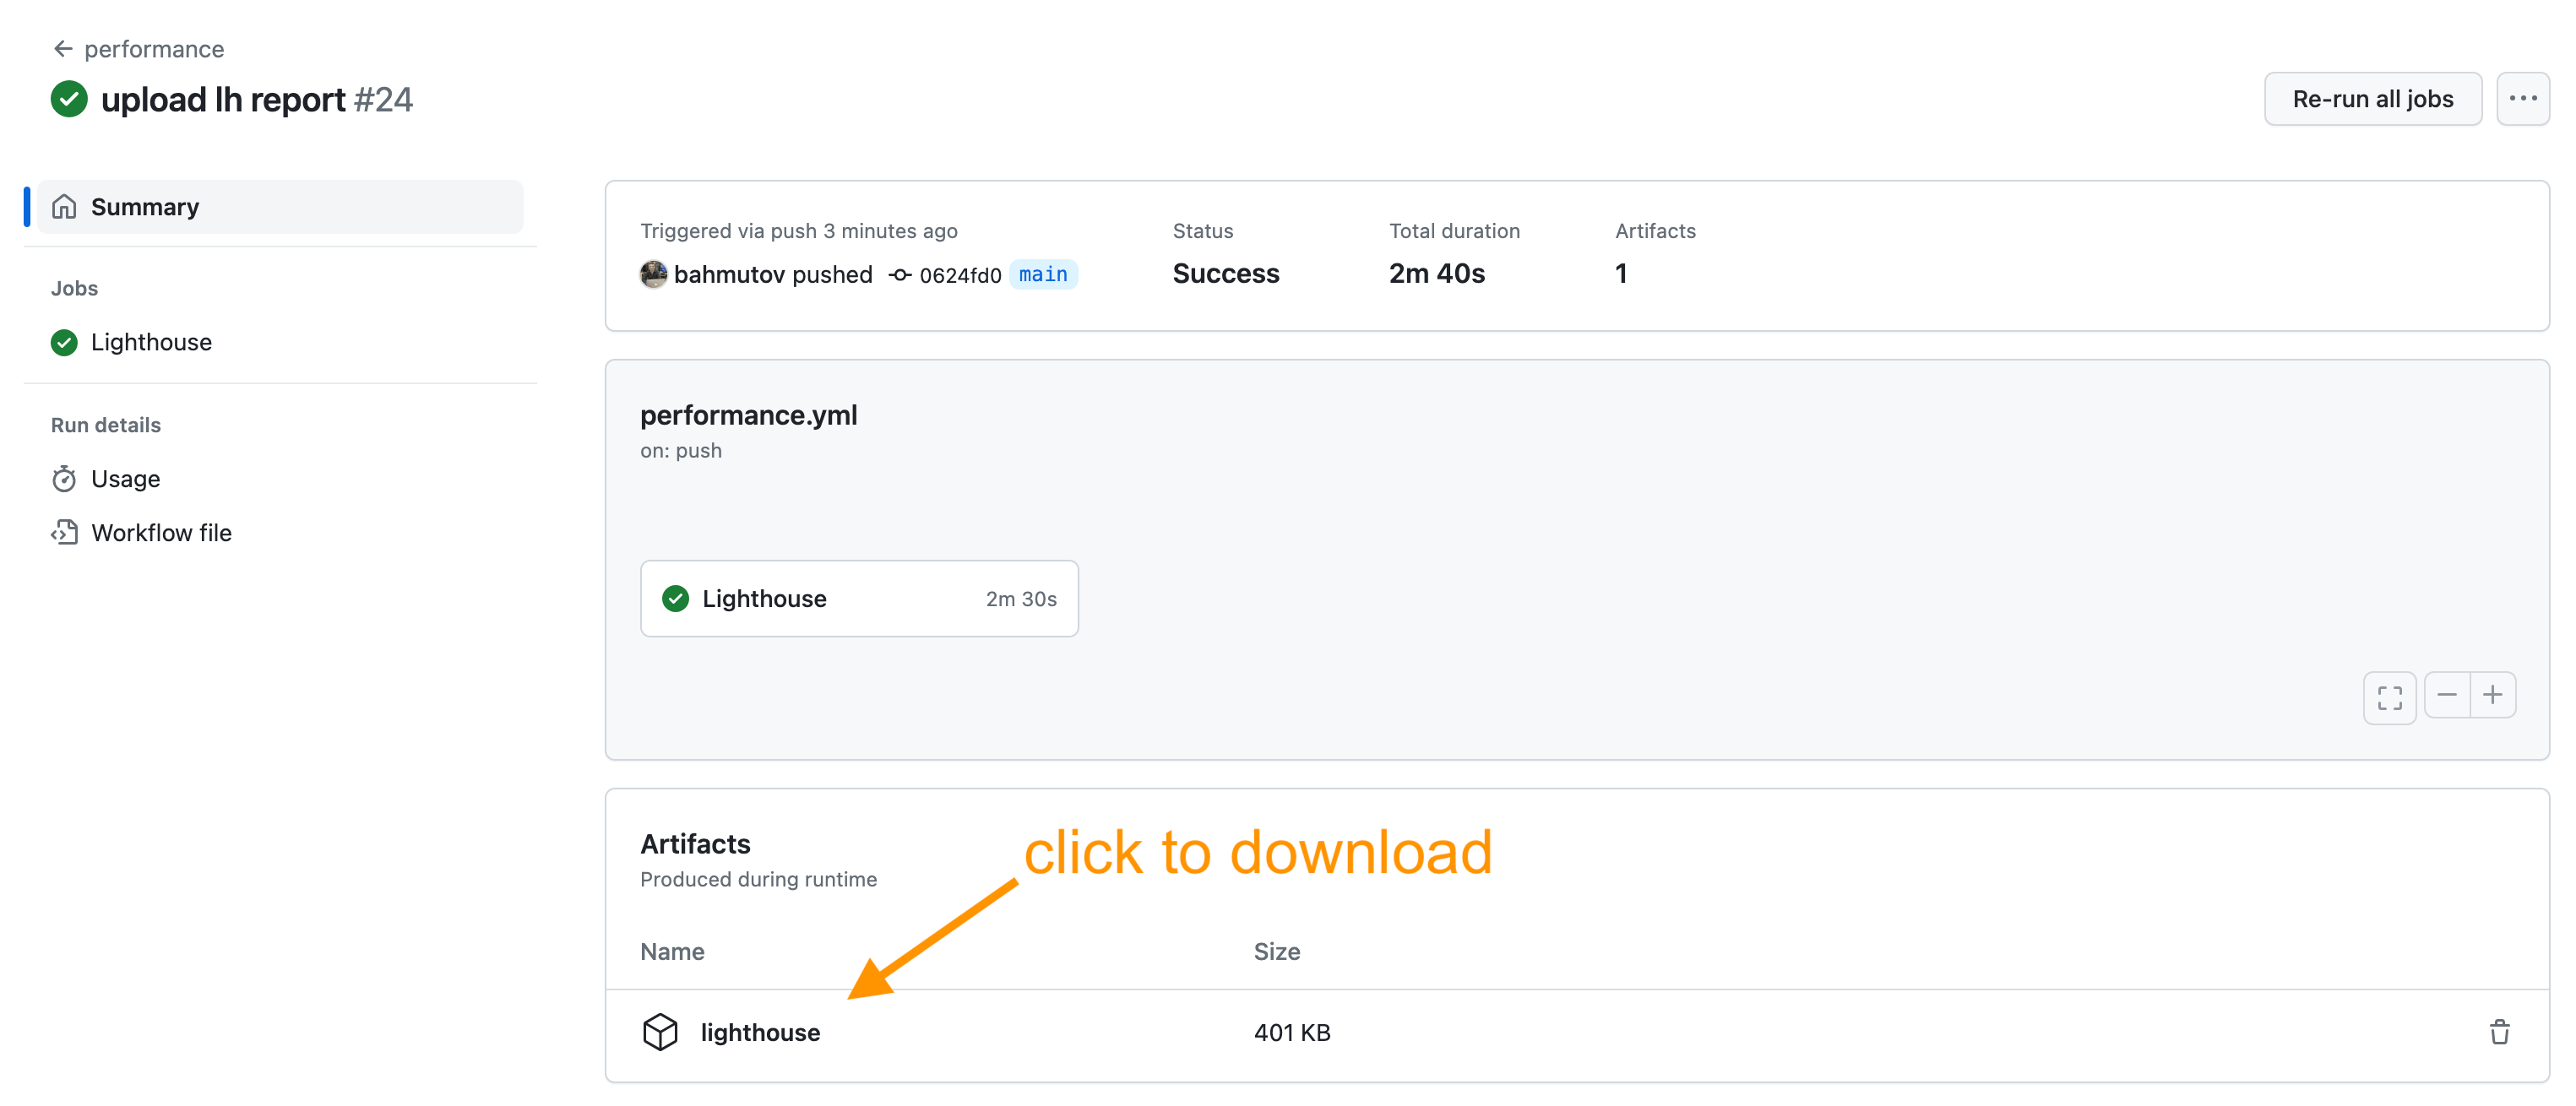 performance
upload lh report #24
Re-run all jobs
Summary
Jobs
Lighthouse
Run details
Usage
Workflow file
Triggered via push 3 minutes ago
bahmutov pushed 0624fd0 main
Status
Success
Total duration
2m 40s
Artifacts
1
performance.yml
on: push
Lighthouse 2m 30s
Artifacts
Produced during runtime
click to download
Name Size
lighthouse 401 KB